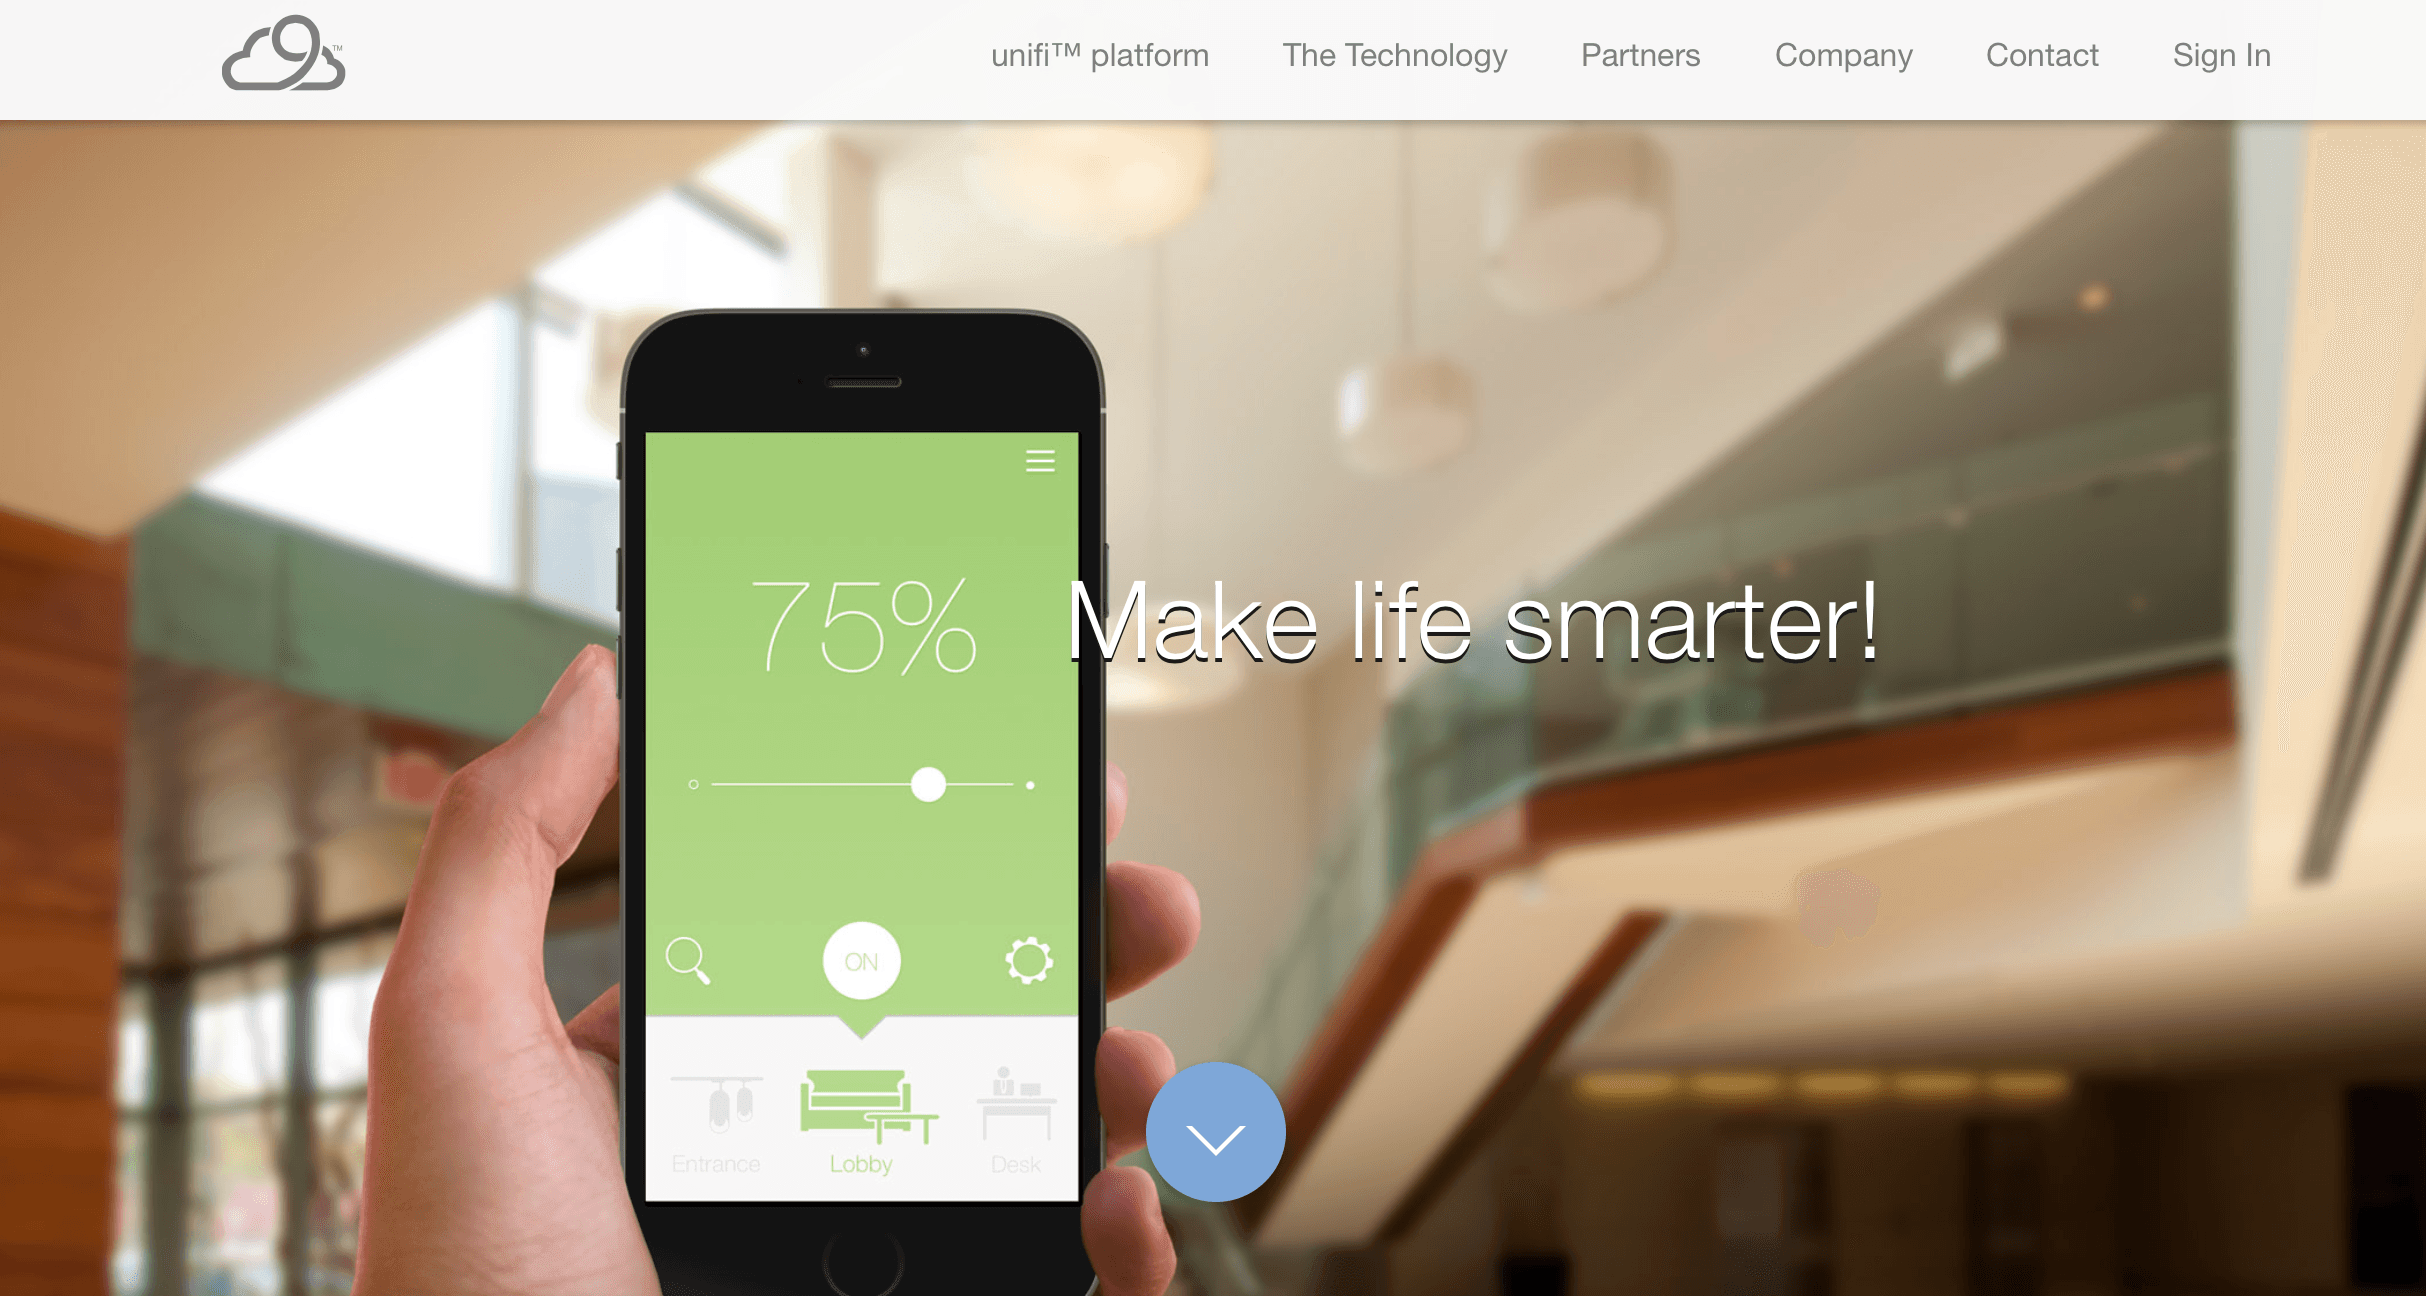 9™
unifi™ platform
The Technology
Partners
Company
Contact
Sign In
75%
Make life smarter!
ON
Entrance
Lobby
Desk